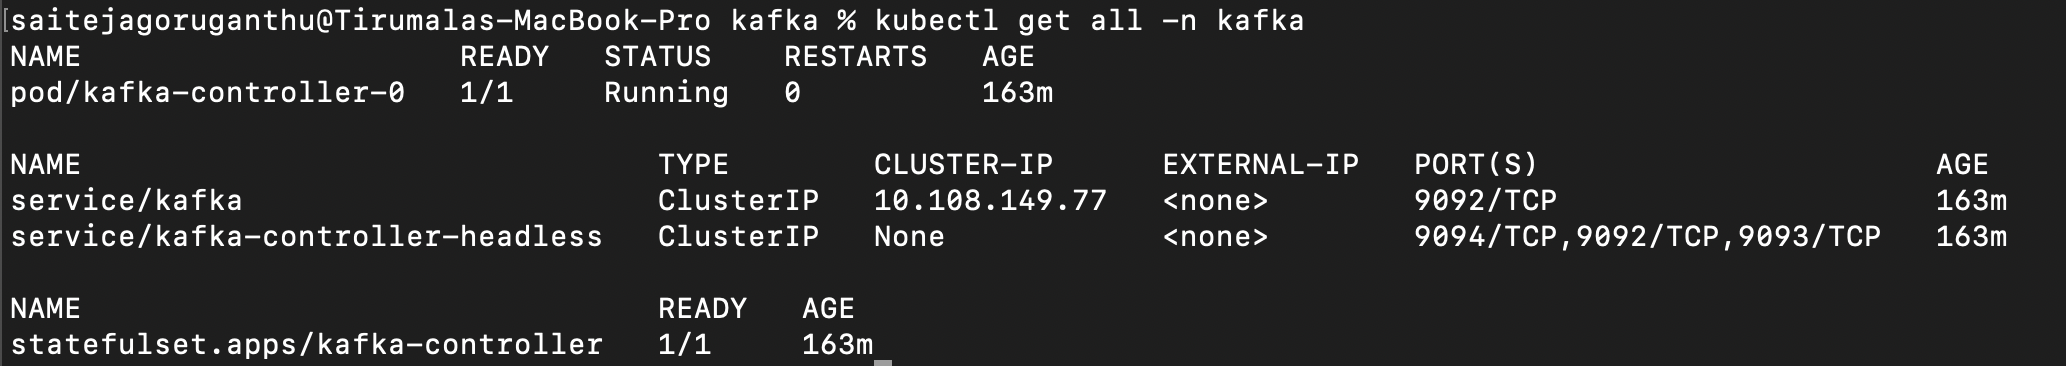 [saitejagoruganthu@Tirumalas-MacBook-Pro kafka % kubectl get all -n kafka
NAME READY STATUS RESTARTS AGE
pod/kafka-controller-0 1/1 Running 0 163m
NAME TYPE CLUSTER-IP EXTERNAL-IP PORT(S) AGE
service/kafka ClusterIP 10.108.149.77 <none> 9092/TCP 163m
service/kafka-controller-headless ClusterIP None <none> 9094/TCP,9092/TCP,9093/TCP 163m
NAME READY AGE
statefulset.apps/kafka-controller 1/1 163m